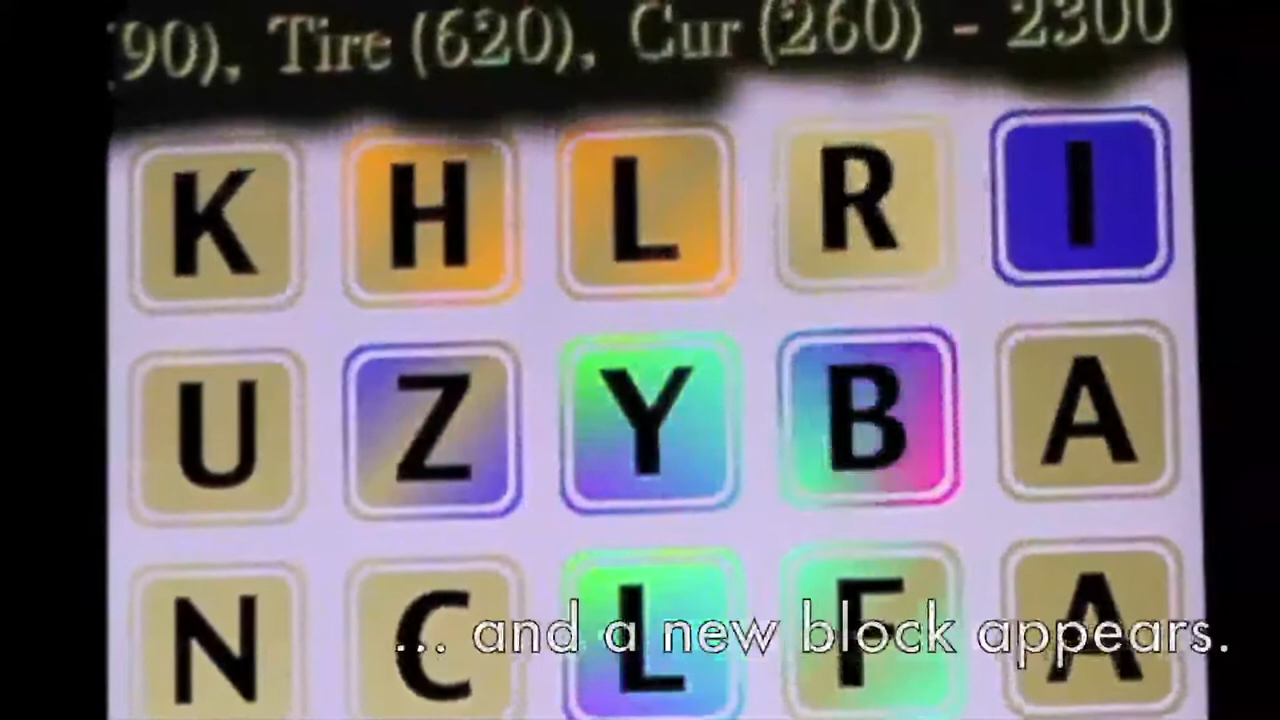 90), Tire (620), Cur (260) - 2300
K H L R I
U Z Y B A
N C L F A
... and a new block appears.